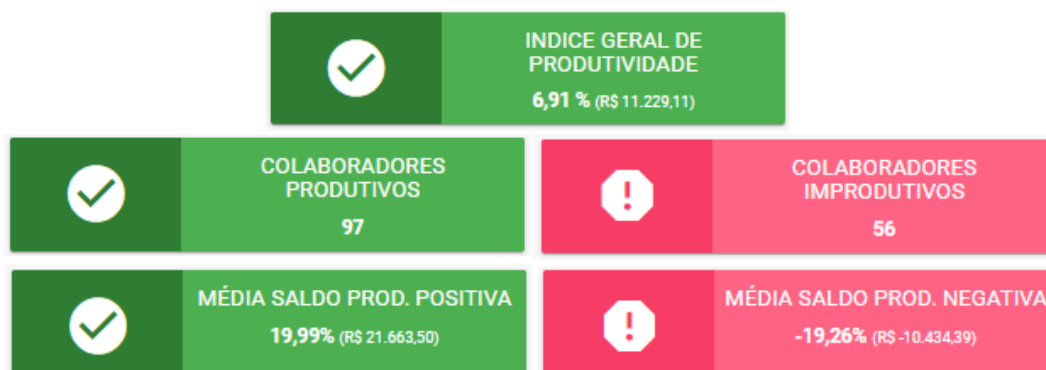 INDICE GERAL DE
PRODUTIVIDADE
6,91 % (R$ 11.229,11)
COLABORADORES
PRODUTIVOS
97
COLABORADORES
IMPRODUTIVOS
56
MÉDIA SALDO PROD. POSITIVA
19,99% (R$ 21.663,50)
MÉDIA SALDO PROD. NEGATIVA
-19,26% (R$ -10.434,39)